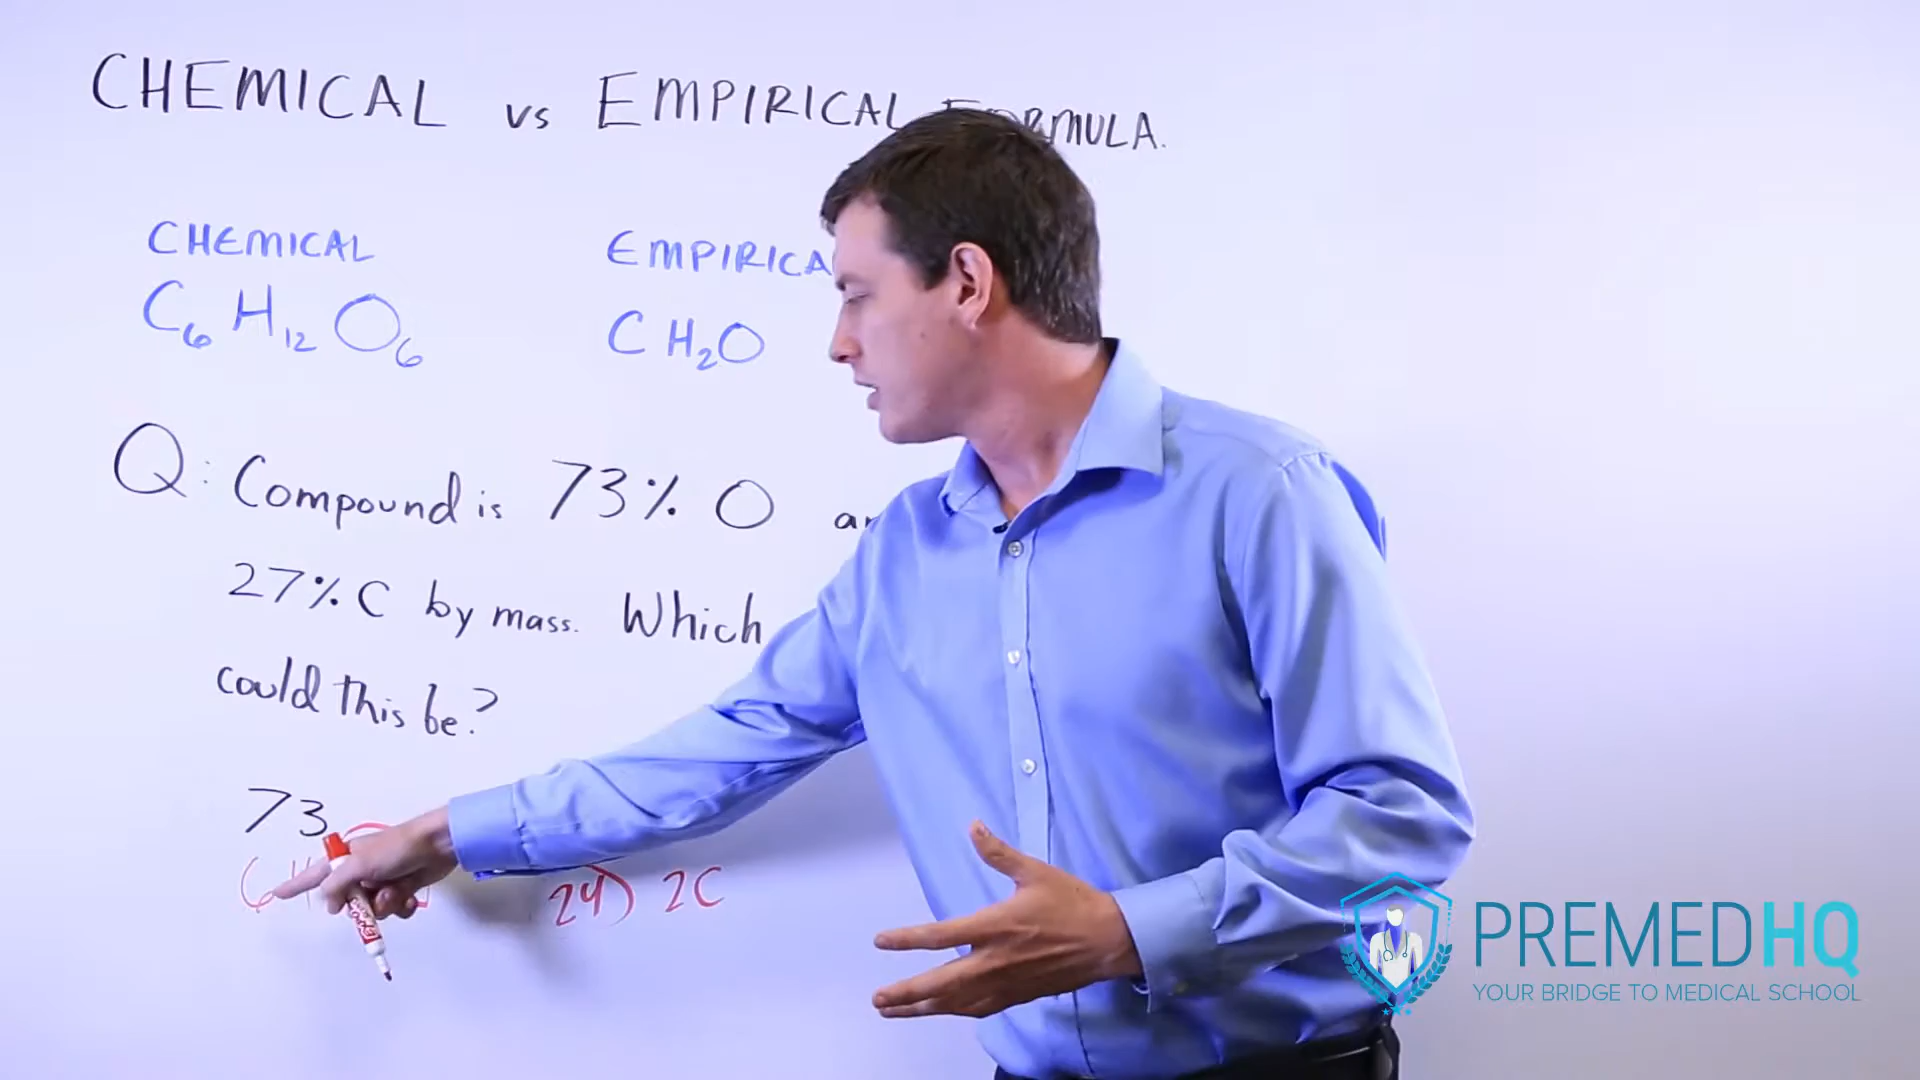 CHEMICAL vs EMPIRICAL FORMULA.
CHEMICAL EMPIRICA
C6H12O6 CH2O
Q: Compound is 73% O
27% C by mass. Which
could this be?
73
24) 2C
PREMEDHQ
YOUR BRIDGE TO MEDICAL SCHOOL